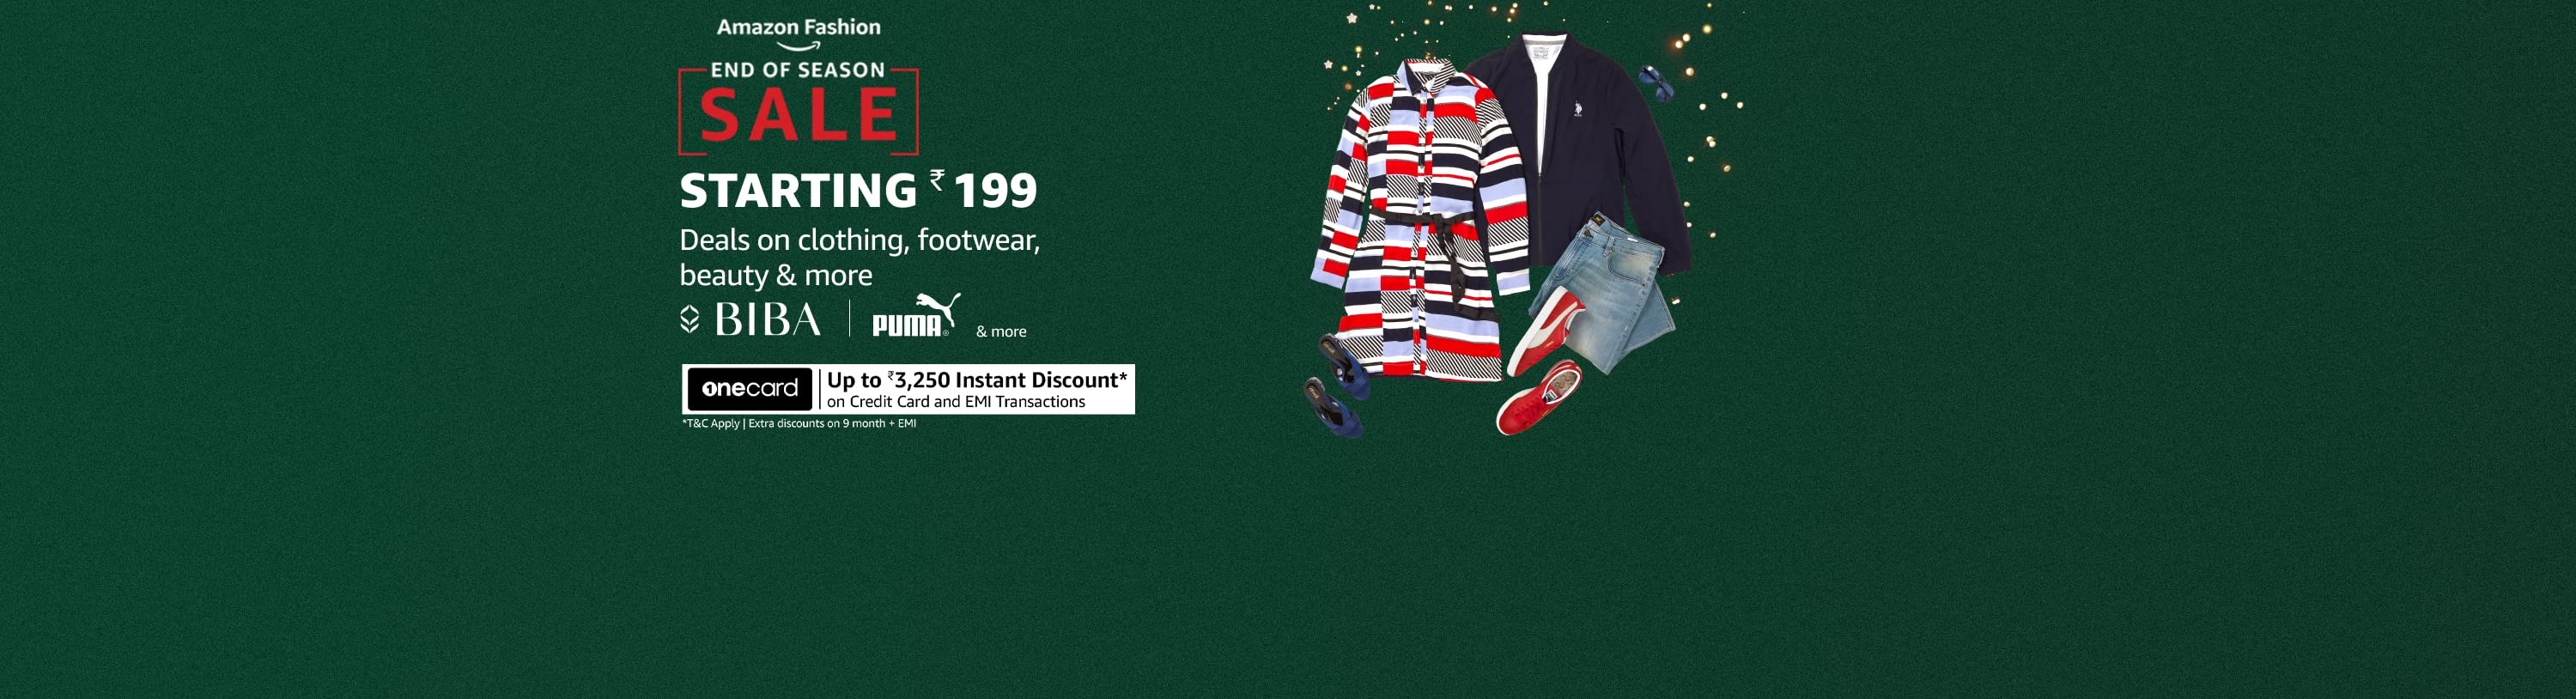 Amazon Fashion
END OF SEASON
SALE
STARTING ₹199
Deals on clothing, footwear,
beauty & more
BIBA | PUMA® & more
onecard | Up to ₹3,250 Instant Discount*
on Credit Card and EMI Transactions
*T&C Apply | Extra discounts on 9 month + EMI